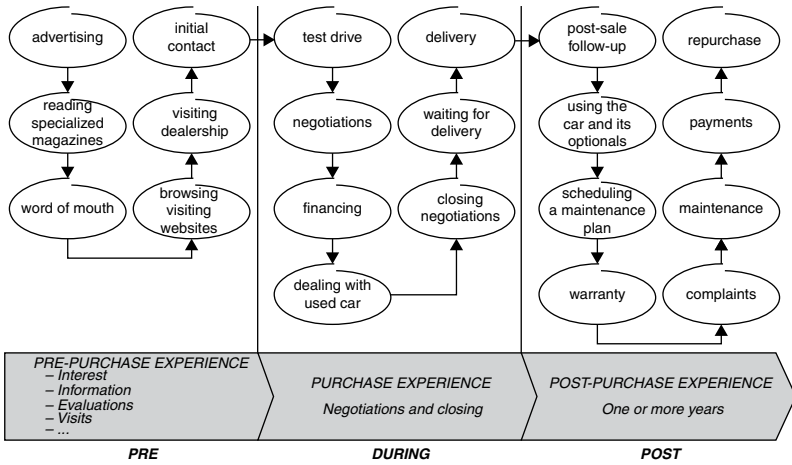 advertising
reading
specialized
magazines
word of mouth
browsing
visiting
websites
visiting
dealership
initial
contact
test drive
negotiations
financing
dealing with
used car
closing
negotiations
waiting for
delivery
delivery
post-sale
follow-up
using the
car and its
optionals
scheduling
a maintenance
plan
warranty
complaints
maintenance
payments
repurchase
PRE-PURCHASE EXPERIENCE
– Interest
– Information
– Evaluations
– Visits
– ...
PURCHASE EXPERIENCE
Negotiations and closing
POST-PURCHASE EXPERIENCE
One or more years
PRE
DURING
POST